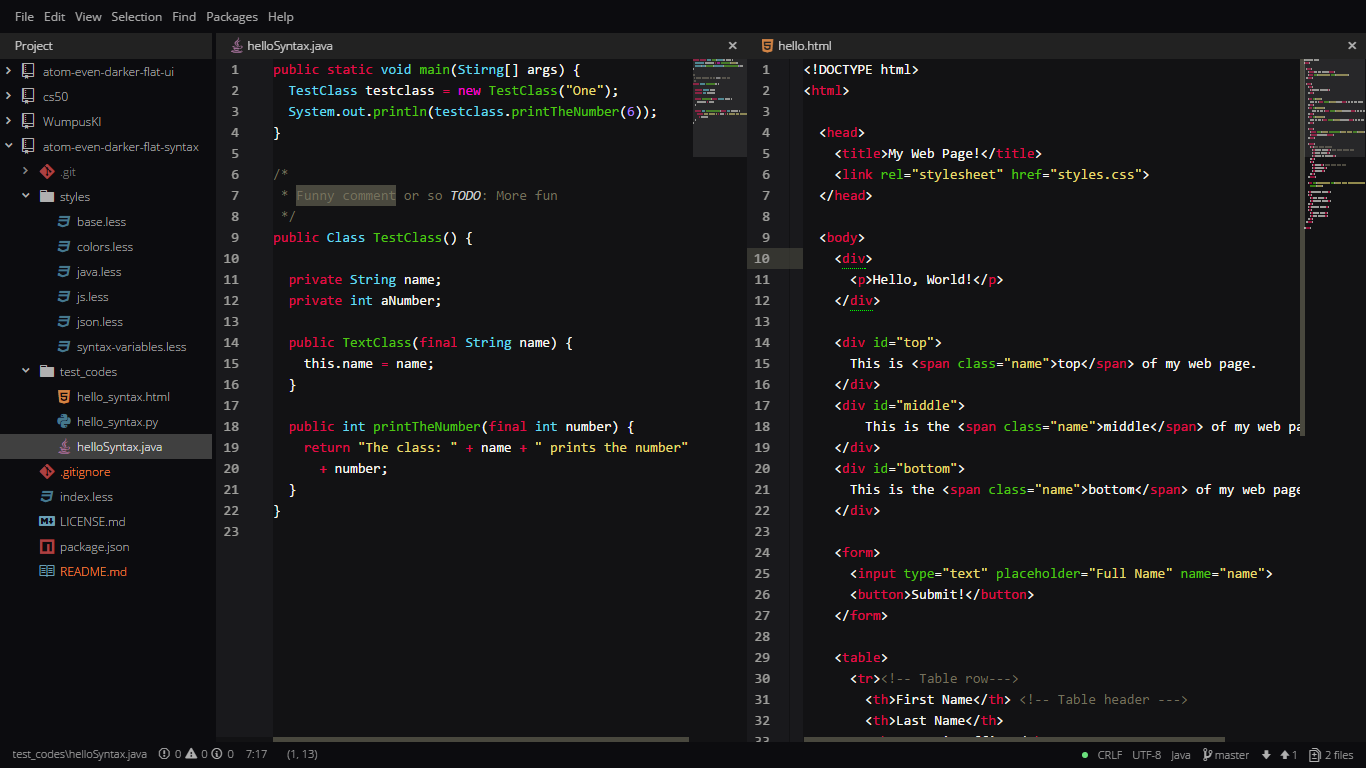 File Edit View Selection Find Packages Help
Project
atom-even-darker-flat-ui
cs50
WumpusKI
atom-even-darker-flat-syntax
.git
styles
base.less
colors.less
java.less
js.less
json.less
syntax-variables.less
test_codes
hello_syntax.html
hello_syntax.py
helloSyntax.java
.gitignore
index.less
LICENSE.md
package.json
README.md
helloSyntax.java
1 public static void main(Stirng[] args) {
2 TestClass testclass = new TestClass("One");
3 System.out.println(testclass.printTheNumber(6));
4 }
5
6 /*
7 * Funny comment or so TODO: More fun
8 */
9 public Class TestClass() {
10
11 private String name;
12 private int aNumber;
13
14 public TextClass(final String name) {
15 this.name = name;
16 }
17
18 public int printTheNumber(final int number) {
19 return "The class: " + name + " prints the number"
20 + number;
21 }
22 }
23
hello.html
1 <!DOCTYPE html>
2 <html>
3
4 <head>
5 <title>My Web Page!</title>
6 <link rel="stylesheet" href="styles.css">
7 </head>
8
9 <body>
10 <div>
11 <p>Hello, World!</p>
12 </div>
13
14 <div id="top">
15 This is <span class="name">top</span> of my web page.
16 </div>
17 <div id="middle">
18 This is the <span class="name">middle</span> of my web pa
19 </div>
20 <div id="bottom">
21 This is the <span class="name">bottom</span> of my web page
22 </div>
23
24 <form>
25 <input type="text" placeholder="Full Name" name="name">
26 <button>Submit!</button>
27 </form>
28
29 <table>
30 <tr><!-- Table row--->
31 <th>First Name</th> <!-- Table header --->
32 <th>Last Name</th>
33
test_codes\helloSyntax.java 0 0 0 7:17 (1, 13)
CRLF UTF-8 Java master 1 2 files